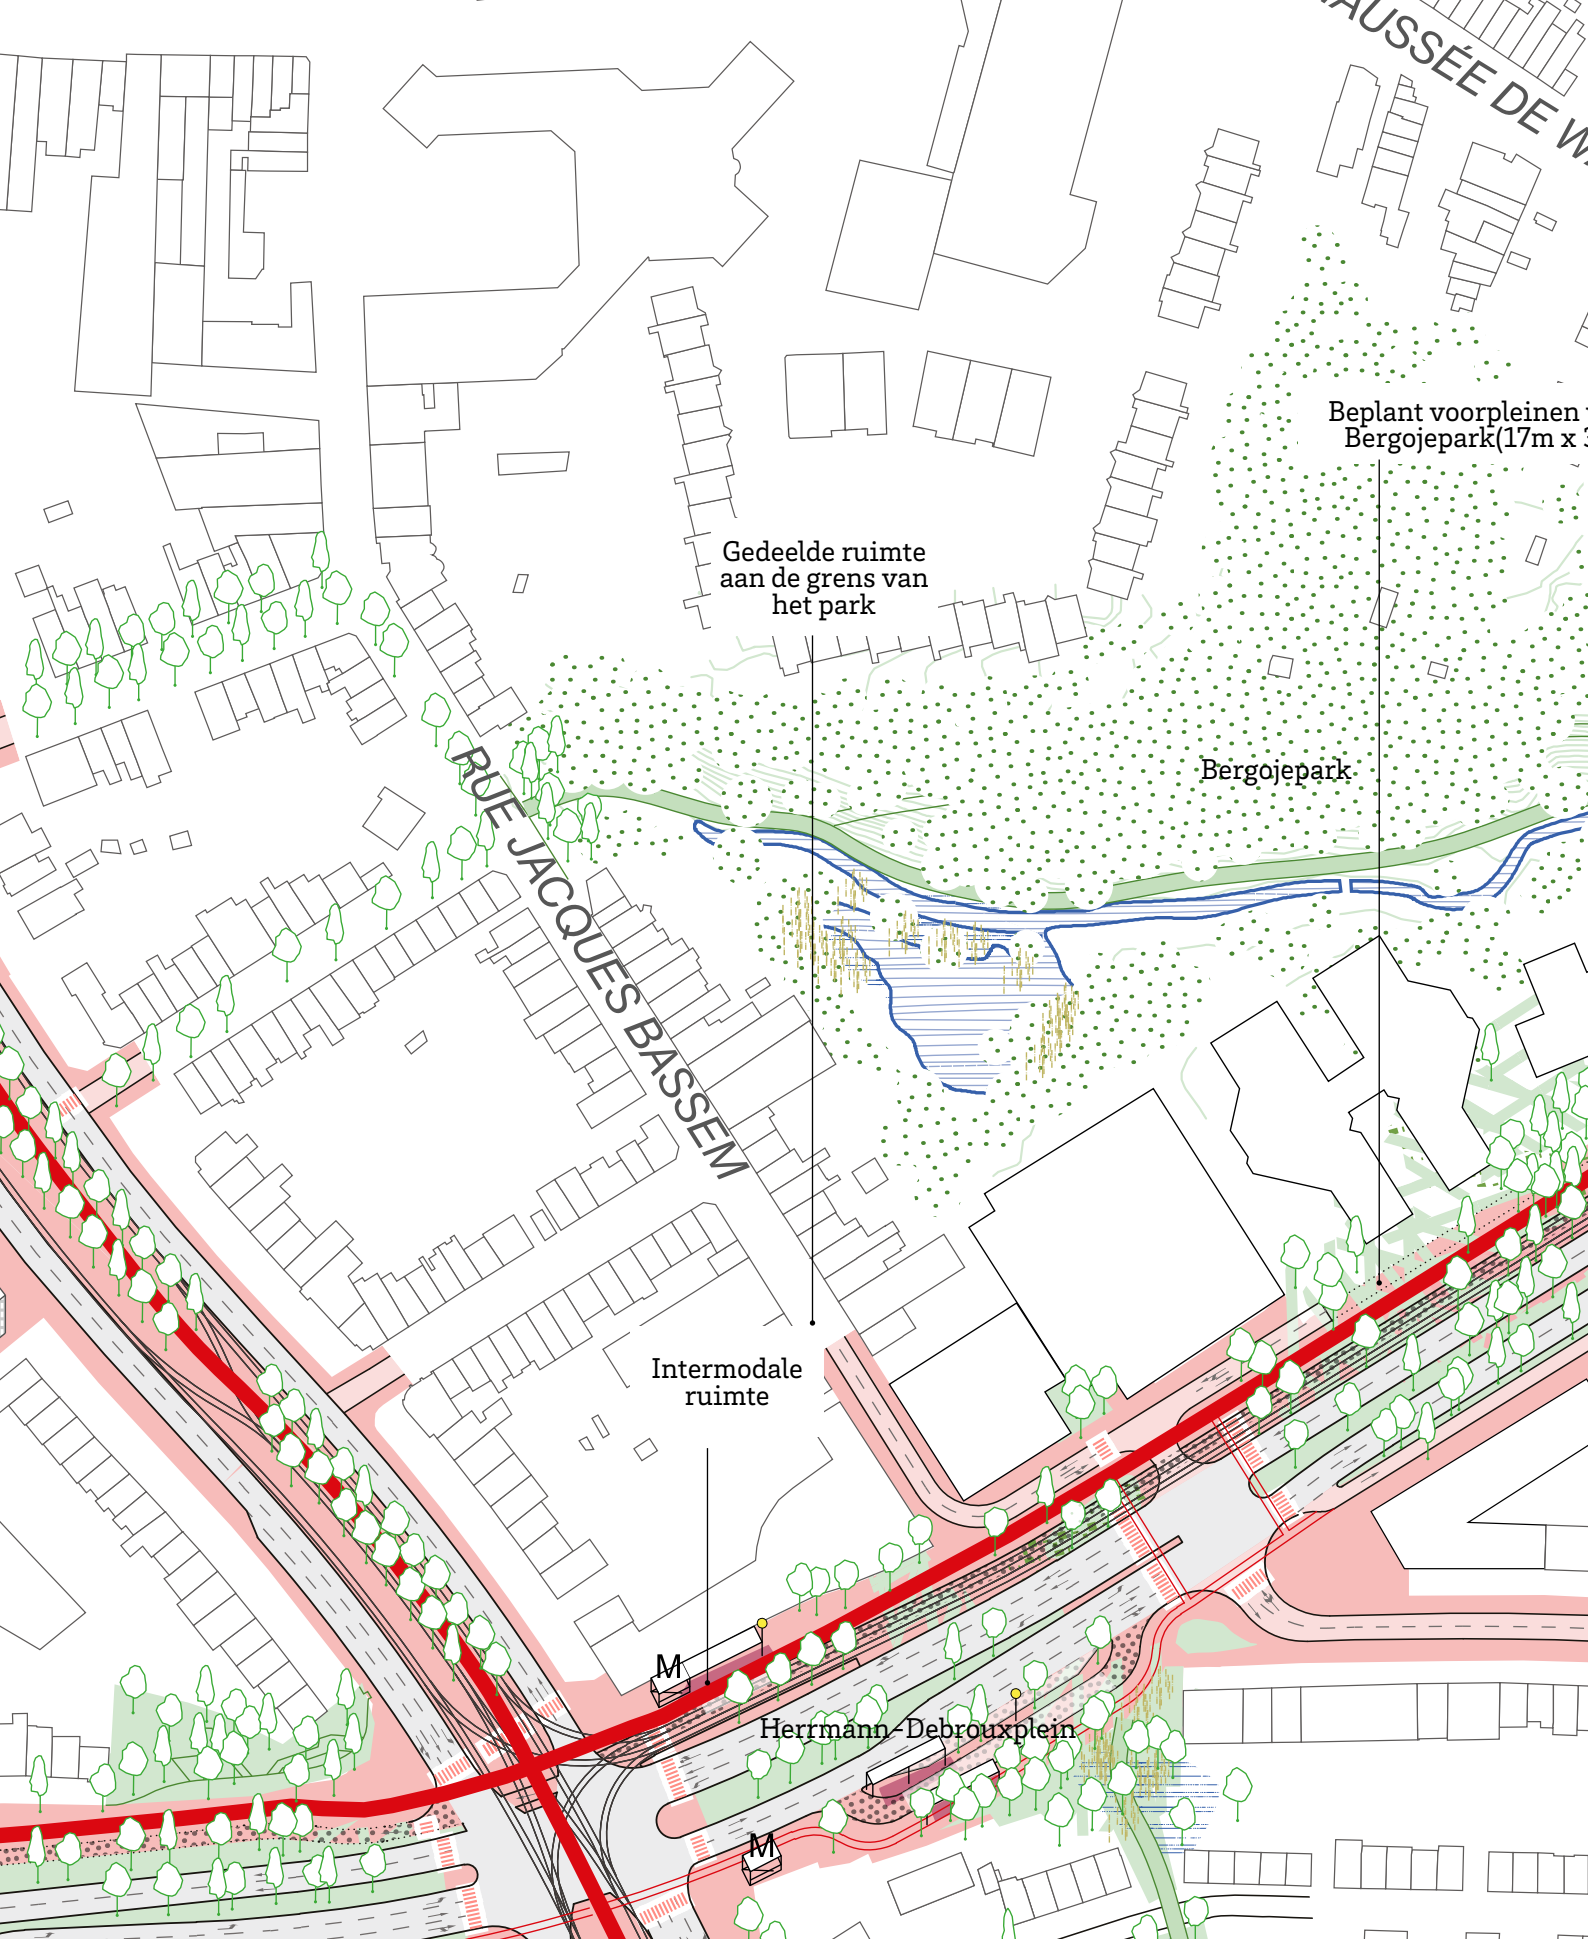 AUSSÉE DE W
Beplant voorpleinen
Bergojepark(17m x
Gedeelde ruimte
aan de grens van
het park
Bergojepark
RUE JACQUES BASSEM
Intermodale
ruimte
M
Herrmann-Debrouxplein
M